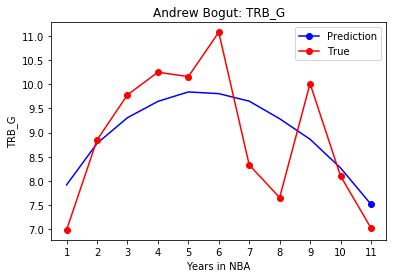 Andrew Bogut: TRB_G
Prediction
True
TRB_G
11.0
10.5
10.0
9.5
9.0
8.5
8.0
7.5
7.0
1 2 3 4 5 6 7 8 9 10 11
Years in NBA